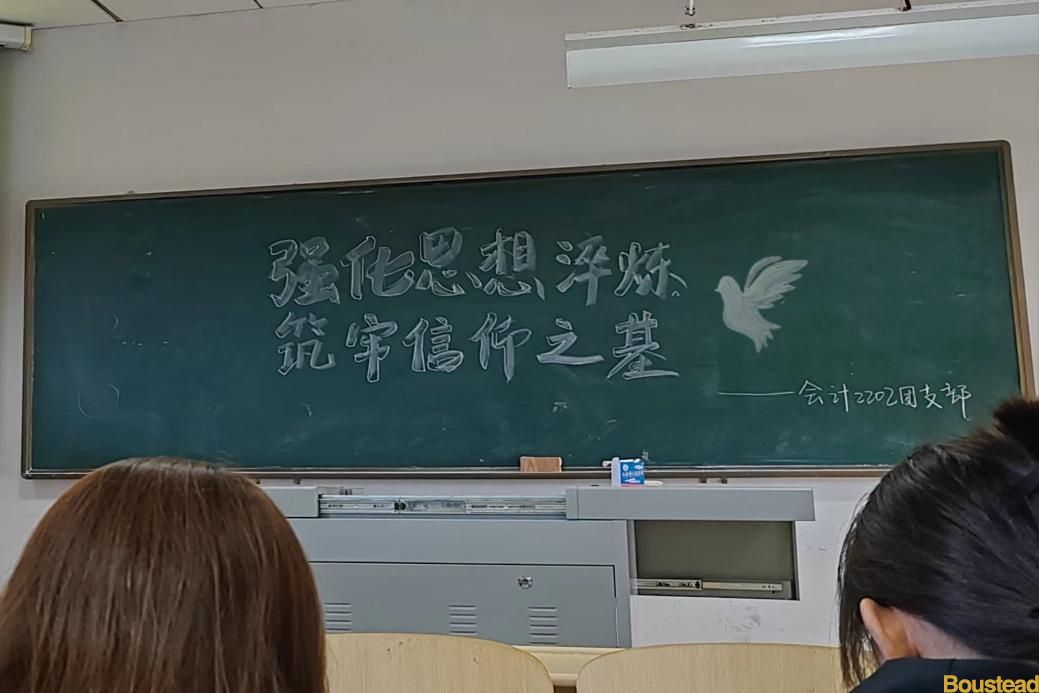 强化思想淬炼
筑牢信仰之基
——会计2202团支部
Boustead